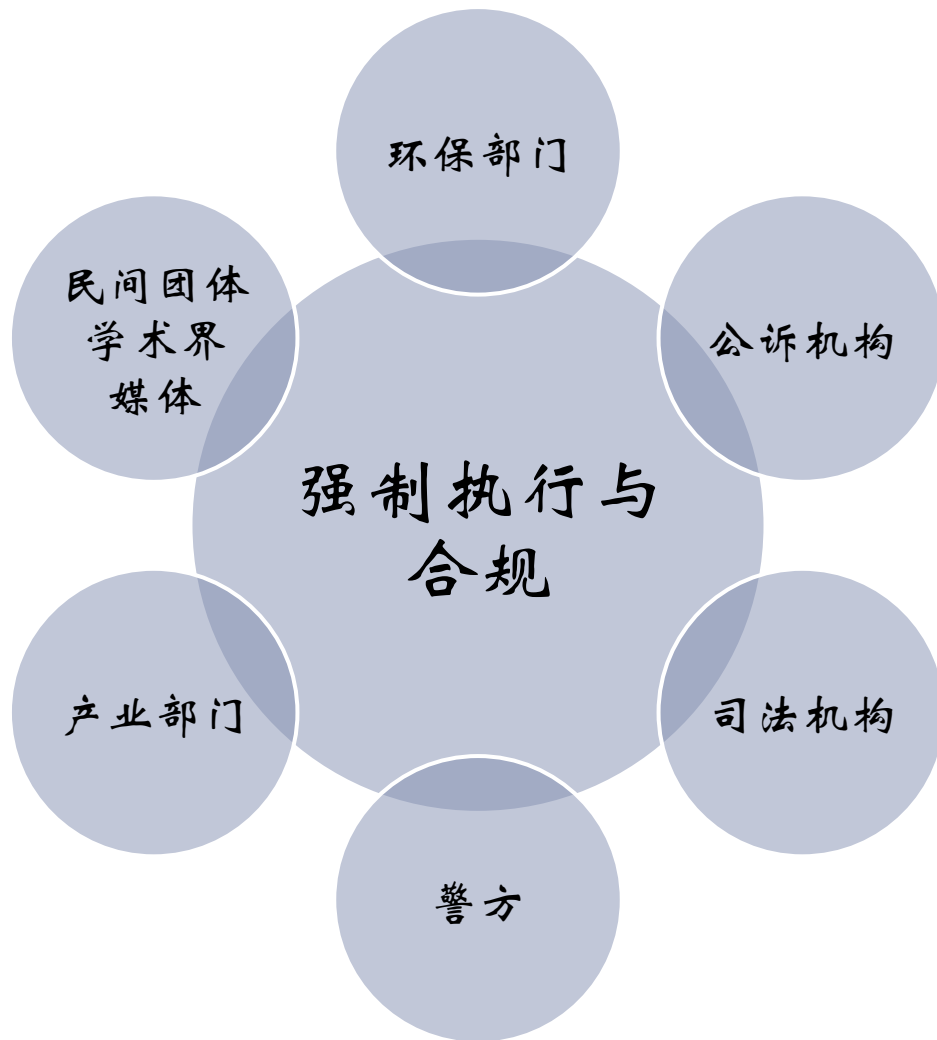 环保部门
民间团体
学术界
媒体
公诉机构
强制执行与
合规
产业部门
司法机构
警方